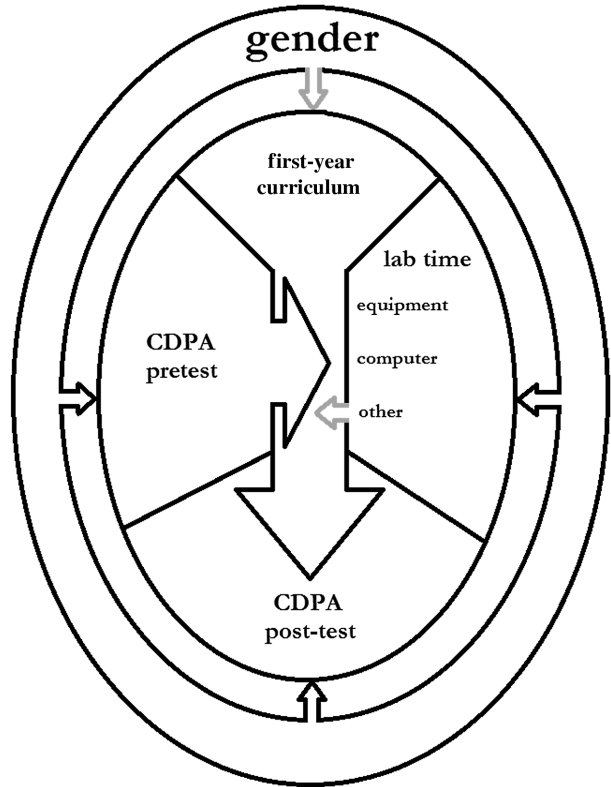 gender
first-year
curriculum
lab time
equipment
CDPA
pretest
computer
other
CDPA
post-test